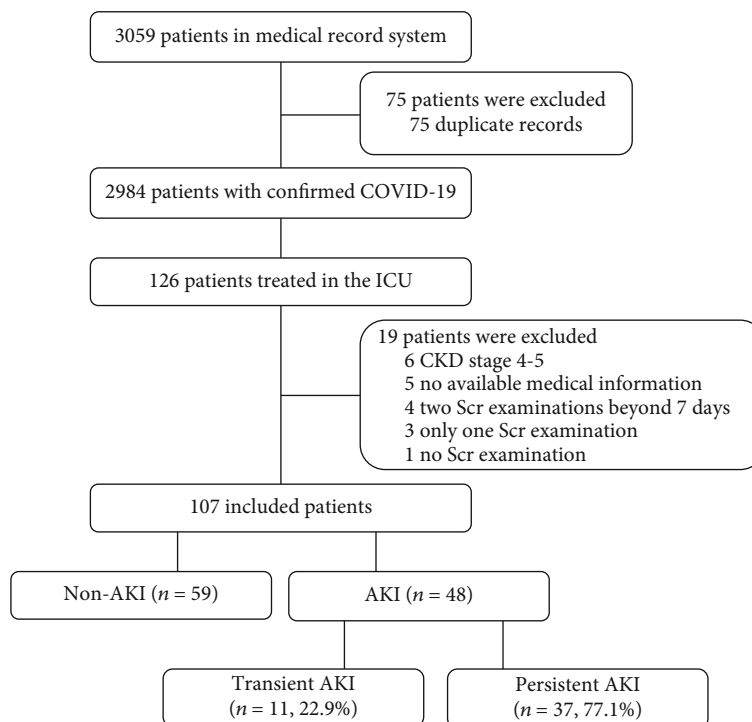 3059 patients in medical record system
75 patients were excluded
75 duplicate records
2984 patients with confirmed COVID-19
126 patients treated in the ICU
19 patients were excluded
6 CKD stage 4-5
5 no available medical information
4 two Scr examinations beyond 7 days
3 only one Scr examination
1 no Scr examination
107 included patients
Non-AKI (n = 59)
AKI (n = 48)
Transient AKI
(n = 11, 22.9%)
Persistent AKI
(n = 37, 77.1%)